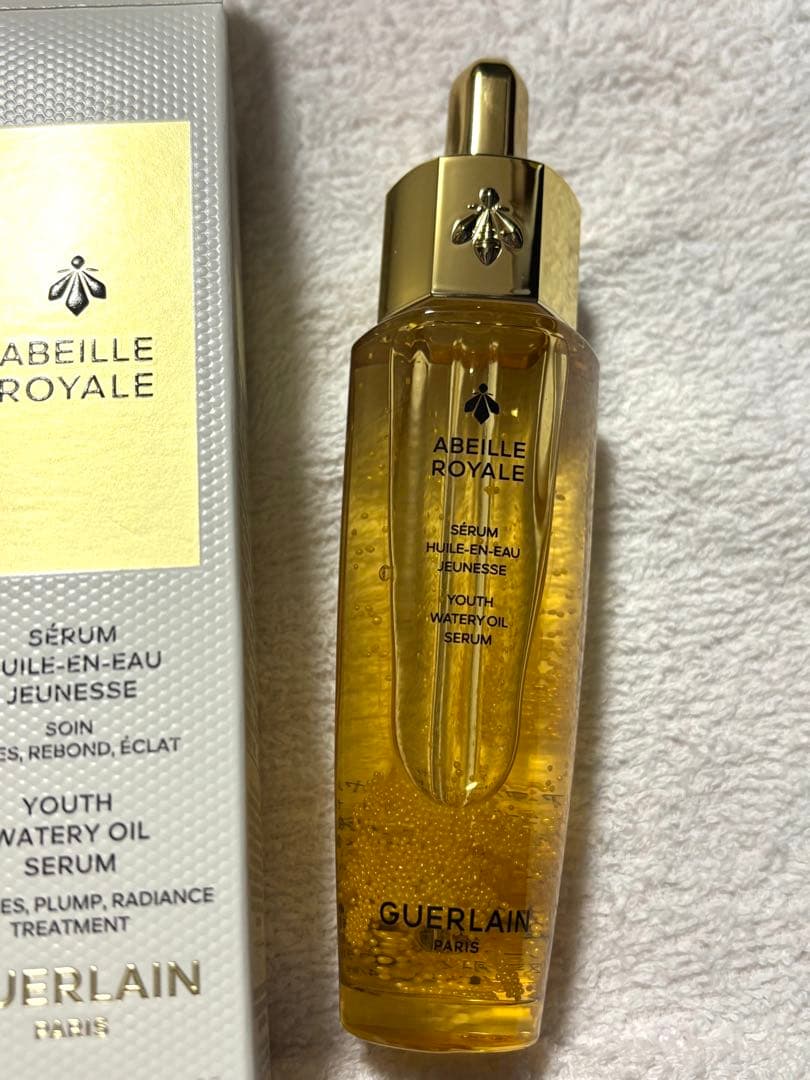 ABEILLE
ROYALE
SÉRUM
UILE-EN-EAU
JEUNESSE
SOIN
ES, REBOND, ÉCLAT
YOUTH
WATERY OIL
SERUM
ES, PLUMP, RADIANCE
TREATMENT
UERLAIN
PARIS
ABEILLE
ROYALE
SÉRUM
HUILE-EN-EAU
JEUNESSE
YOUTH
WATERY OIL
SERUM
GUERLAIN
PARIS